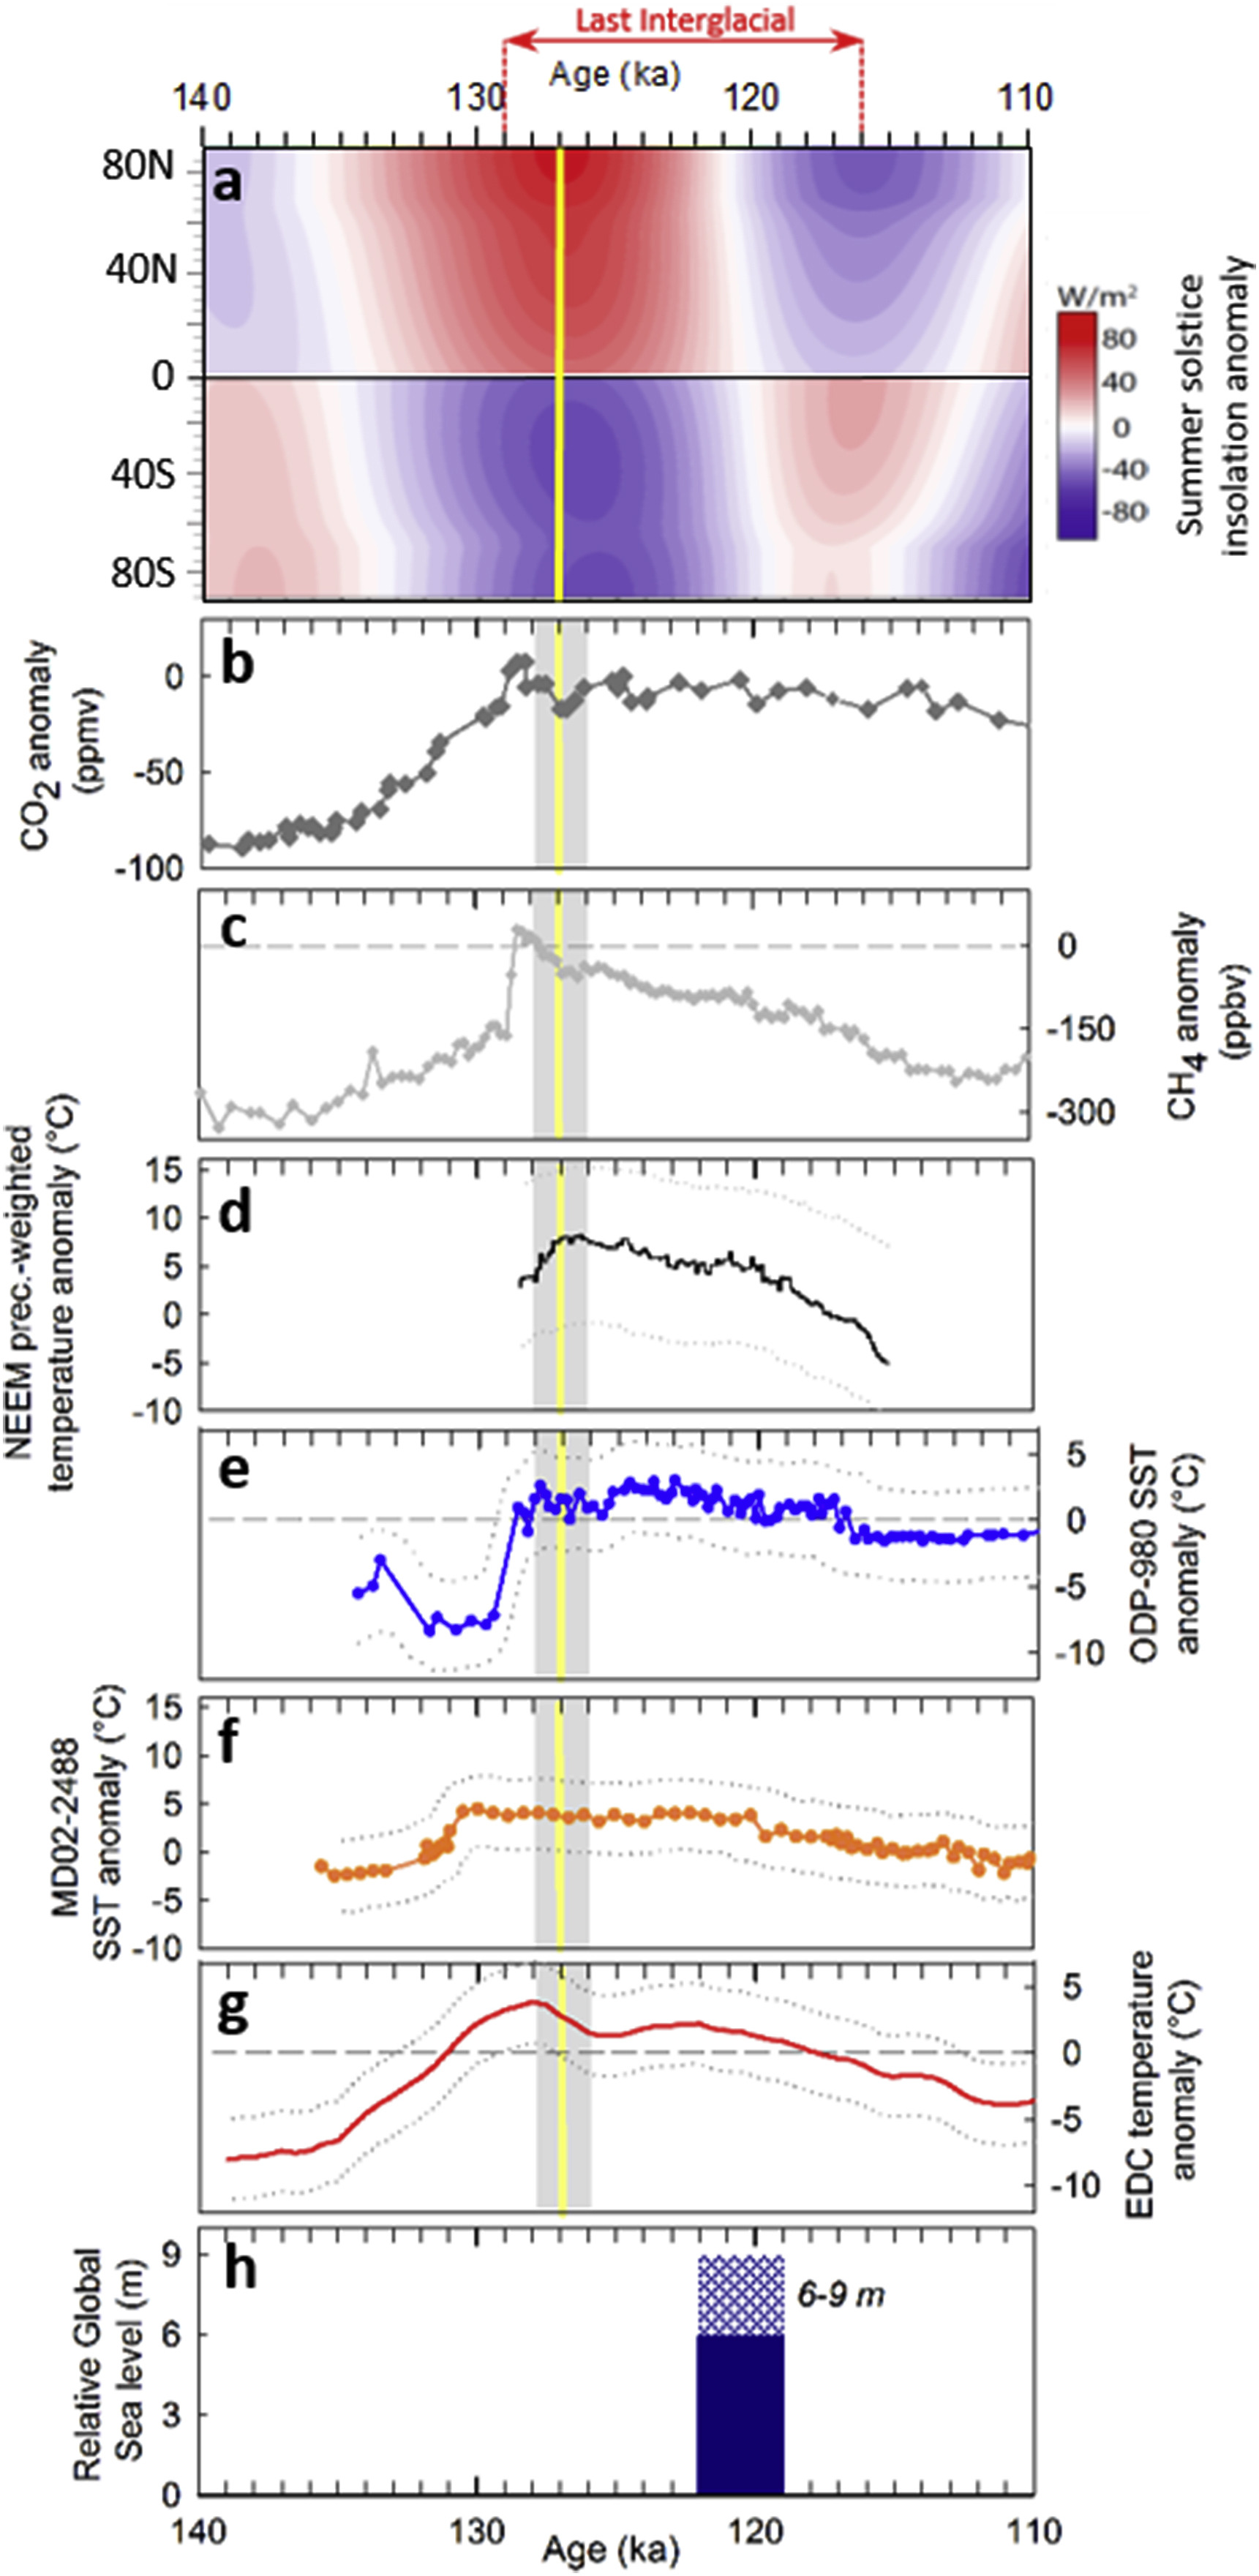 Last Interglacial
Age (ka)
140 130 120 110
a
80N
40N
0
40S
80S
W/m²
80
40
0
-40
-80
Summer solstice
insolation anomaly
b
CO₂ anomaly
(ppmv)
0
-50
-100
c
0
-150
-300
CH₄ anomaly
(ppbv)
d
NEEM prec.-weighted
temperature anomaly (°C)
15
10
5
0
-5
-10
e
5
0
-5
-10
ODP-980 SST
anomaly (°C)
f
MD02-2488
SST anomaly (°C)
15
10
5
0
-5
-10
g
5
0
-5
-10
EDC temperature
anomaly (°C)
h
Relative Global
Sea level (m)
9
6
3
0
6-9 m
140 130 120 110
Age (ka)